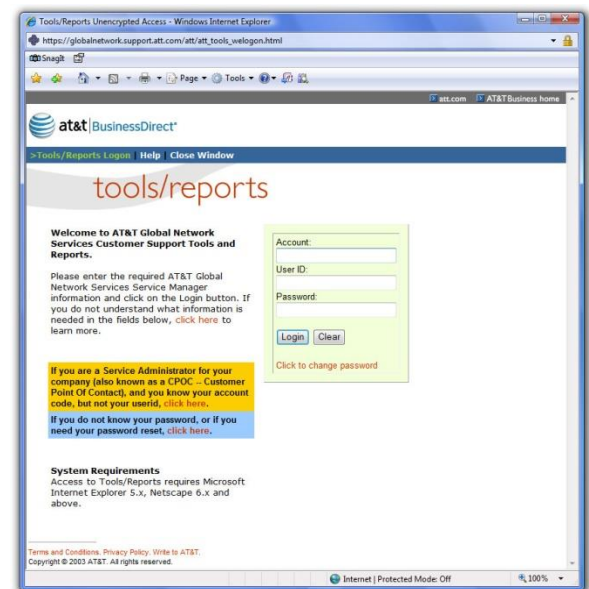 Tools/Reports Unencrypted Access - Windows Internet Explorer
https://globalnetwork.support.att.com/att/att_tools_welogon.html
SnagIt
Page Tools
att.com AT&T Business home
at&t BusinessDirect
>Tools/Reports Logon | Help | Close Window
tools/reports
Welcome to AT&T Global Network
Services Customer Support Tools and
Reports.
Please enter the required AT&T Global
Network Services Service Manager
information and click on the Login button. If
you do not understand what information is
needed in the fields below, click here to
learn more.
Account:
User ID:
Password:
Login Clear
Click to change password
If you are a Service Administrator for your
company (also known as a CPOC -- Customer
Point Of Contact), and you know your account
code, but not your userid, click here.
If you do not know your password, or if you
need your password reset, click here.
System Requirements
Access to Tools/Reports requires Microsoft
Internet Explorer 5.x, Netscape 6.x and
above.
Terms and Conditions. Privacy Policy. Write to AT&T.
Copyright © 2003 AT&T. All rights reserved.
Internet | Protected Mode: Off 100%